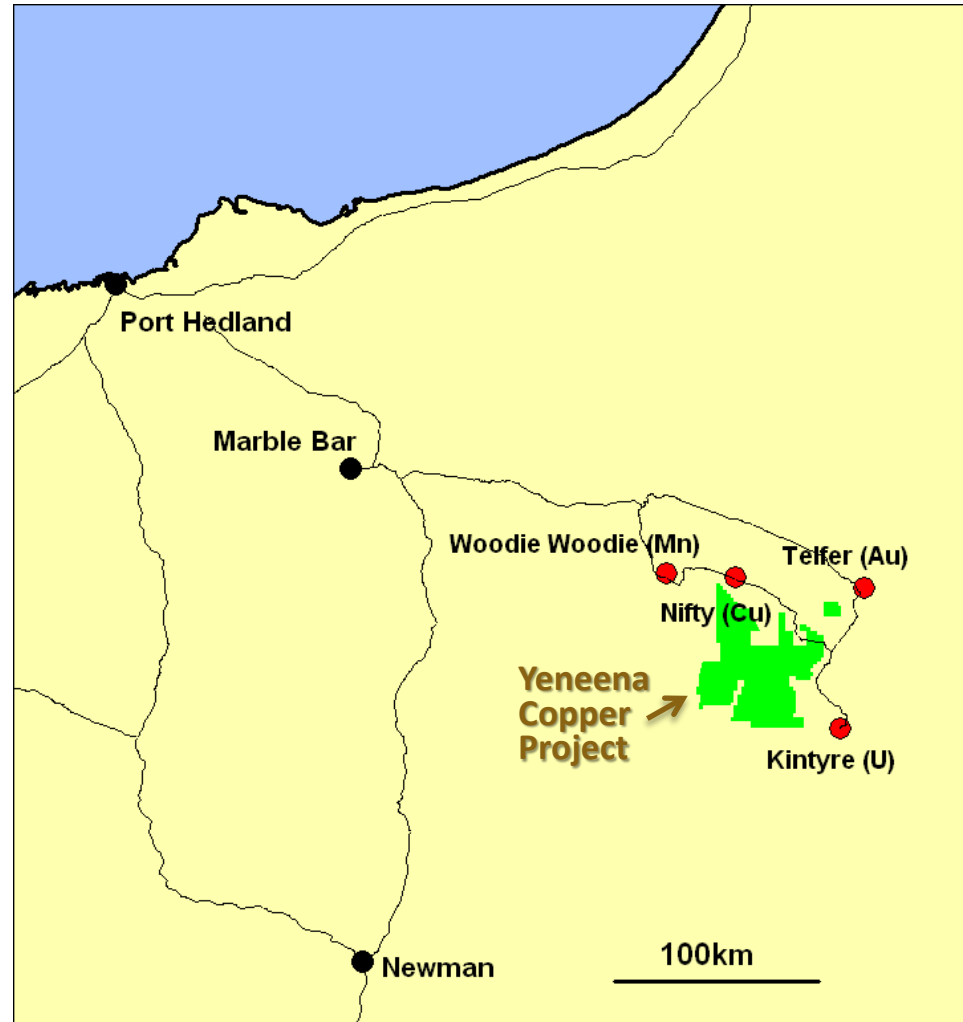 Port Hedland
Marble Bar
Woodie Woodie (Mn)
Telfer (Au)
Nifty (Cu)
Yeneena
Copper
Project
Kintyre (U)
100km
Newman